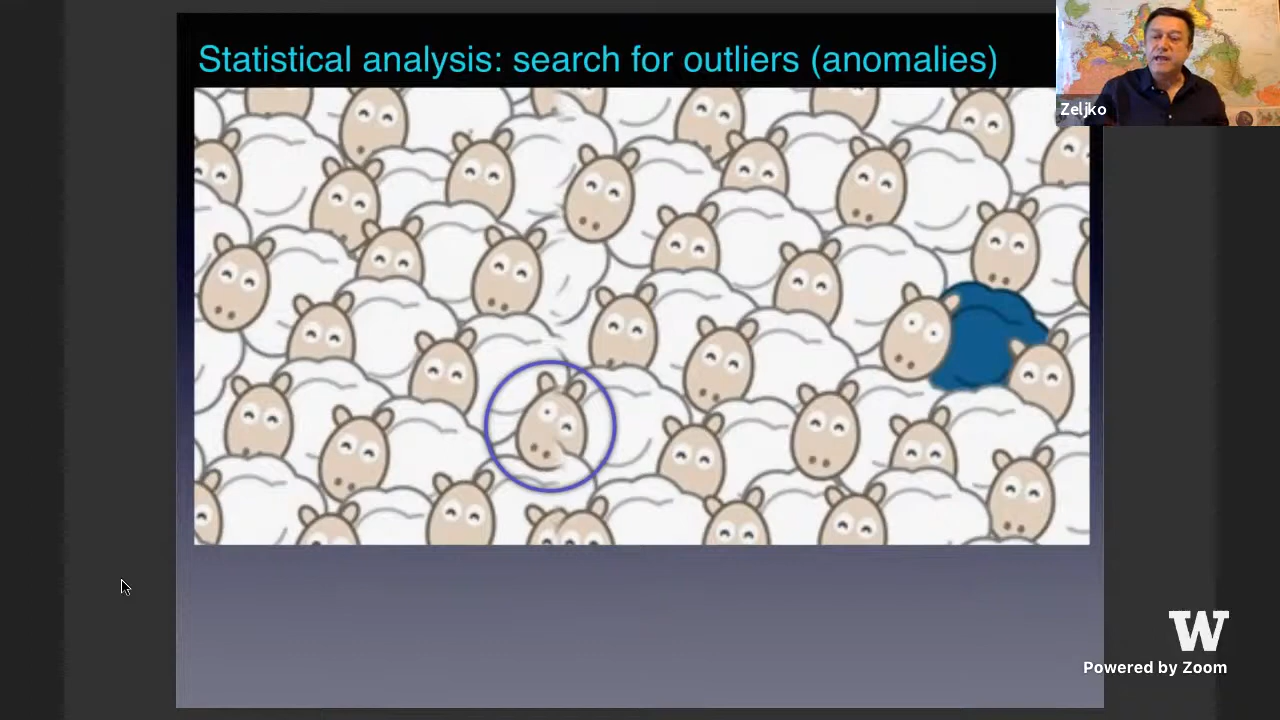 Statistical analysis: search for outliers (anomalies)
Zeljko
W
Powered by Zoom